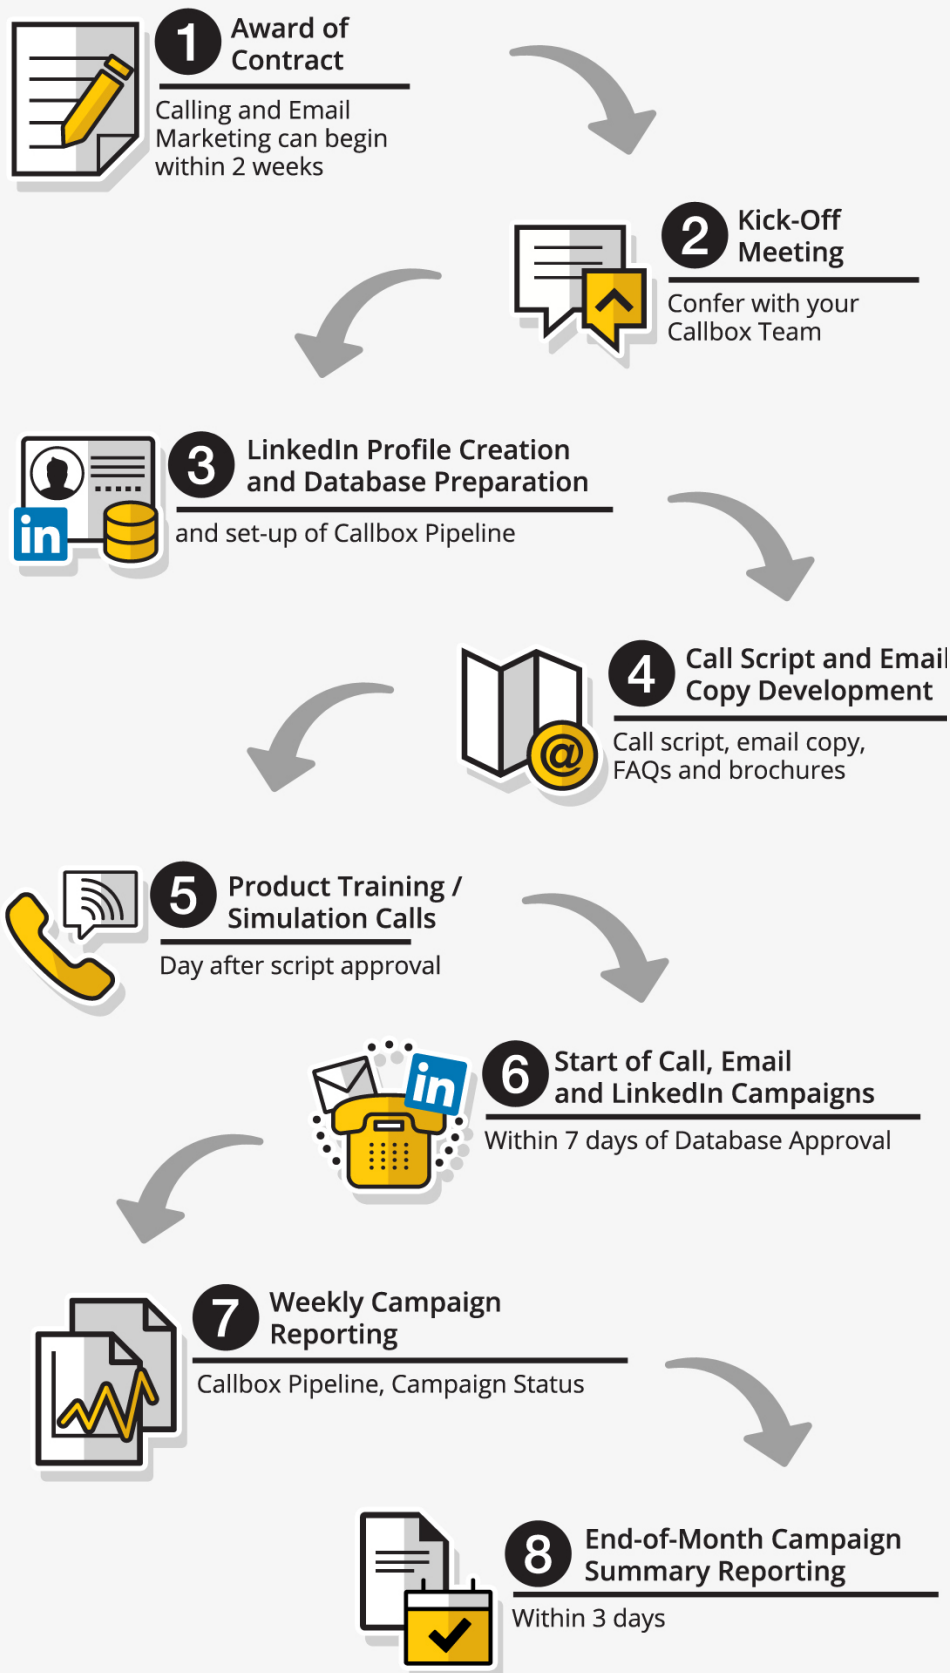 1
Award of
Contract
Calling and Email
Marketing can begin
within 2 weeks
2
Kick-Off
Meeting
Confer with your
Callbox Team
in
3
LinkedIn Profile Creation
and Database Preparation
and set-up of Callbox Pipeline
@
4
Call Script and Email
Copy Development
Call script, email copy,
FAQs and brochures
5
Product Training /
Simulation Calls
Day after script approval
in
6
Start of Call, Email
and LinkedIn Campaigns
Within 7 days of Database Approval
7
Weekly Campaign
Reporting
Callbox Pipeline, Campaign Status
8
End-of-Month Campaign
Summary Reporting
Within 3 days